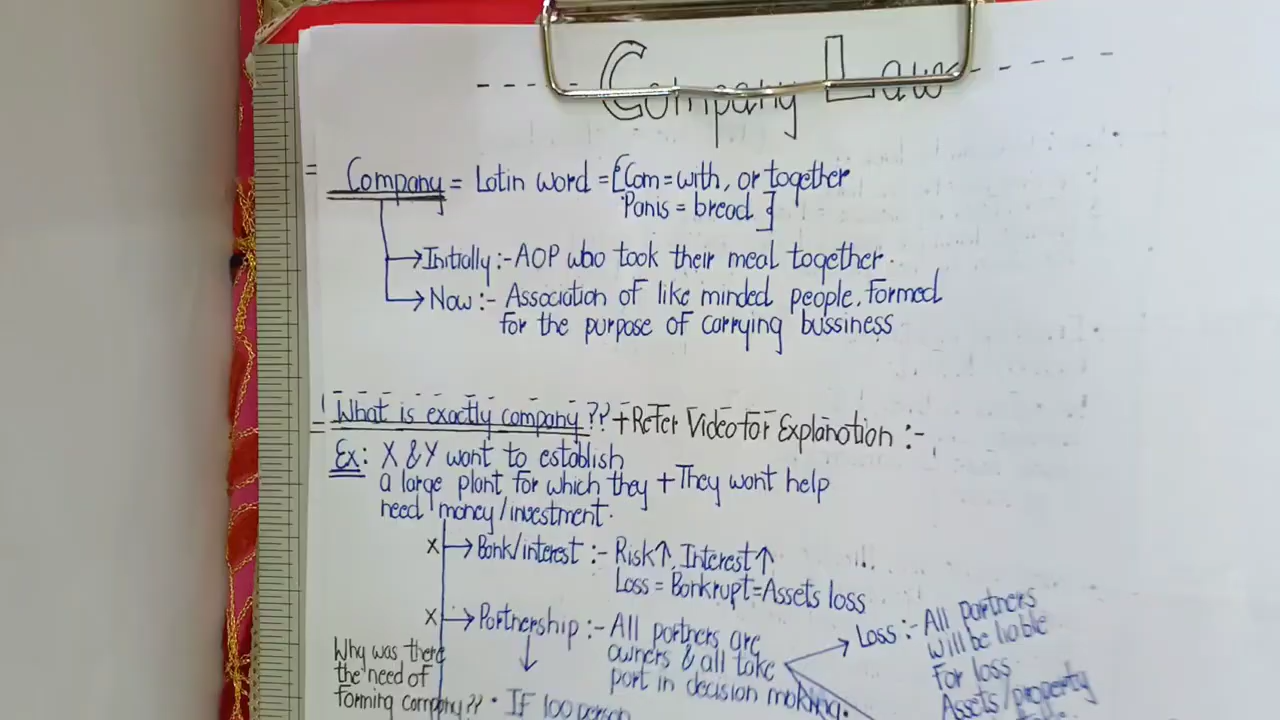 Company Law
Company = Latin word = [Com = with, or together
Panis = bread]
→ Initially :- AOP who took their meal together.
→ Now :- Association of like minded people, formed
for the purpose of carrying bussiness
What is exactly company ?? + Refer Video for Explanation :-
Ex: X & Y want to establish
a large plant for which they + They want help
need money/investment.
x → Bank/interest :- Risk↑, Interest↑
Loss = Bankrupt = Assets loss
x → Partnership :- All partners are
owners & all take
part in decision making.
→ Loss :- All partners
will be liable
for loss
Assets/property
Why was there
the need of
forming company??
• If 100 person